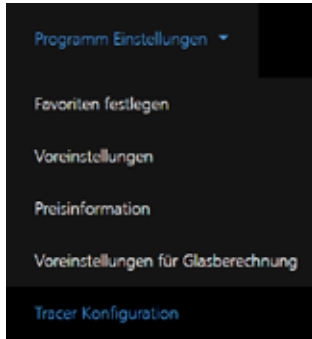 Programm Einstellungen
Favoriten festlegen
Voreinstellungen
Preisinformation
Voreinstellungen für Glasberechnung
Tracer Konfiguration